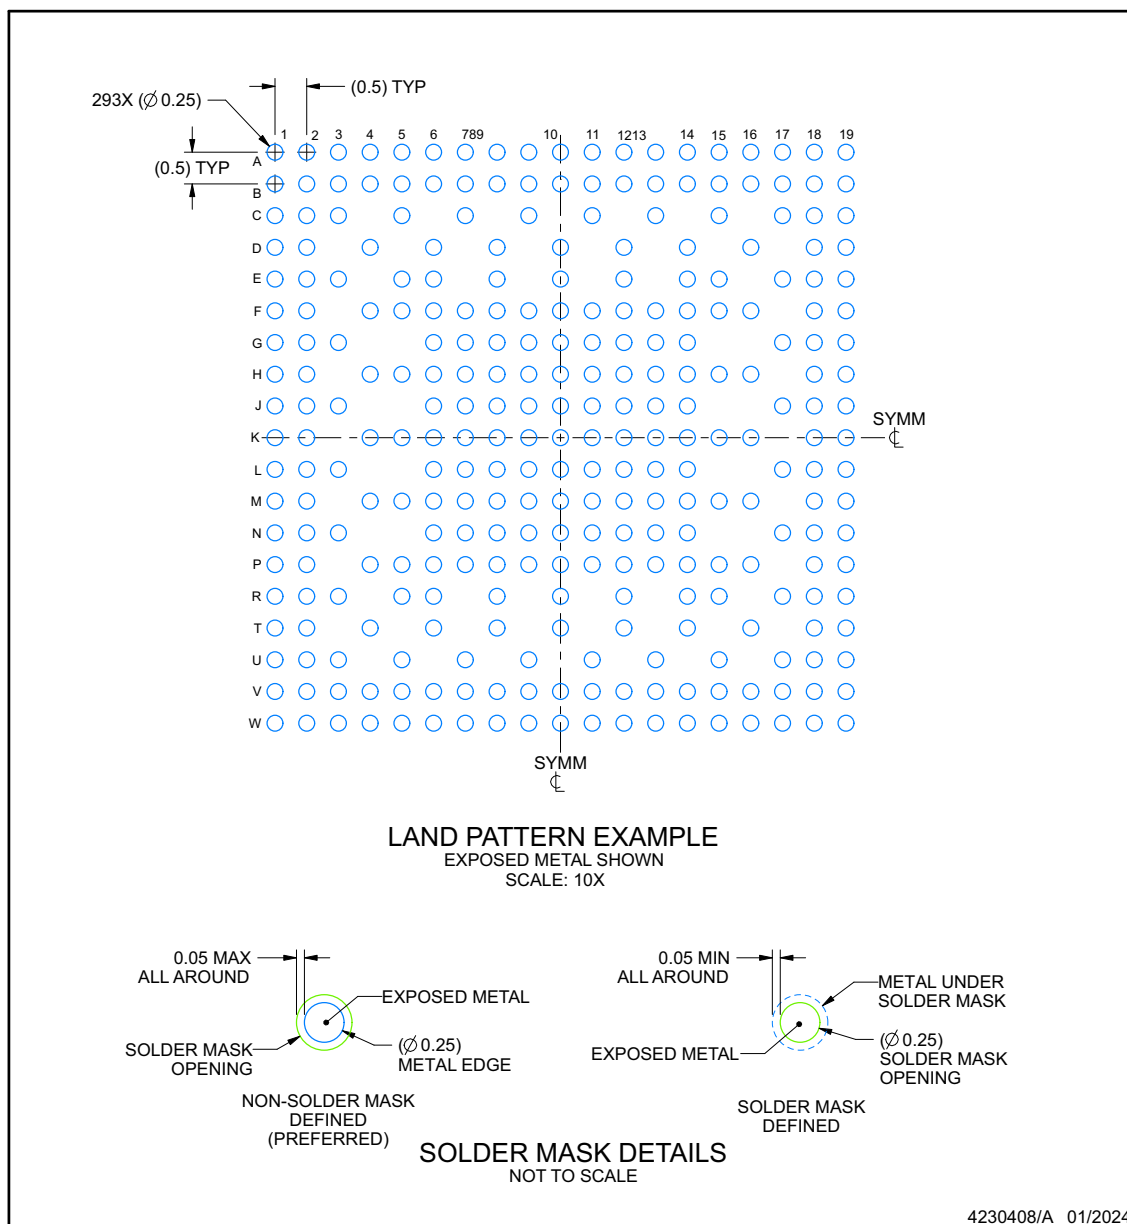 (0.5) TYP
293X (∅ 0.25)
1 2 3 4 5 6 789 10 11 1213 14 15 16 17 18 19
A
(0.5) TYP
B
C
D
E
F
G
H
J
SYMM
K
℄
L
M
N
P
R
T
U
V
W
SYMM
℄
LAND PATTERN EXAMPLE
EXPOSED METAL SHOWN
SCALE: 10X
0.05 MAX
ALL AROUND
EXPOSED METAL
SOLDER MASK
OPENING
(∅ 0.25)
METAL EDGE
NON-SOLDER MASK
DEFINED
(PREFERRED)
0.05 MIN
ALL AROUND
METAL UNDER
SOLDER MASK
EXPOSED METAL
(∅ 0.25)
SOLDER MASK
OPENING
SOLDER MASK
DEFINED
SOLDER MASK DETAILS
NOT TO SCALE
4230408/A 01/2024